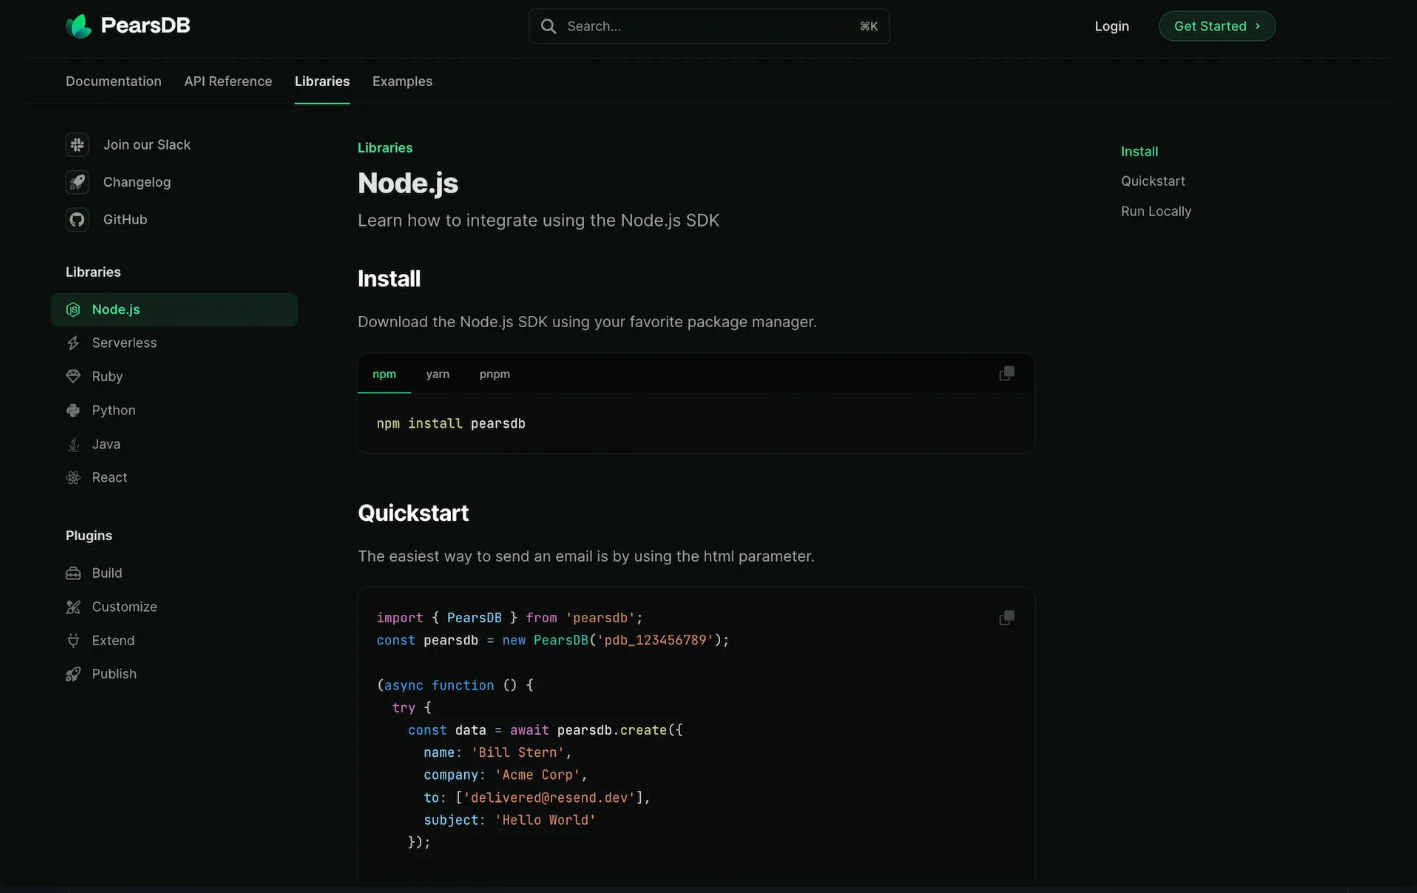 PearsDB
Search...
⌘K
Login
Get Started ›
Documentation
API Reference
Libraries
Examples
Join our Slack
Changelog
GitHub
Libraries
Node.js
Serverless
Ruby
Python
Java
React
Plugins
Build
Customize
Extend
Publish
Libraries
Node.js
Learn how to integrate using the Node.js SDK
Install
Download the Node.js SDK using your favorite package manager.
npm
yarn
pnpm
npm install pearsdb
Quickstart
The easiest way to send an email is by using the html parameter.
import { PearsDB } from 'pearsdb';
const pearsdb = new PearsDB('pdb_123456789');
(async function () {
try {
const data = await pearsdb.create({
name: 'Bill Stern',
company: 'Acme Corp',
to: ['delivered@resend.dev'],
subject: 'Hello World'
});
Install
Quickstart
Run Locally